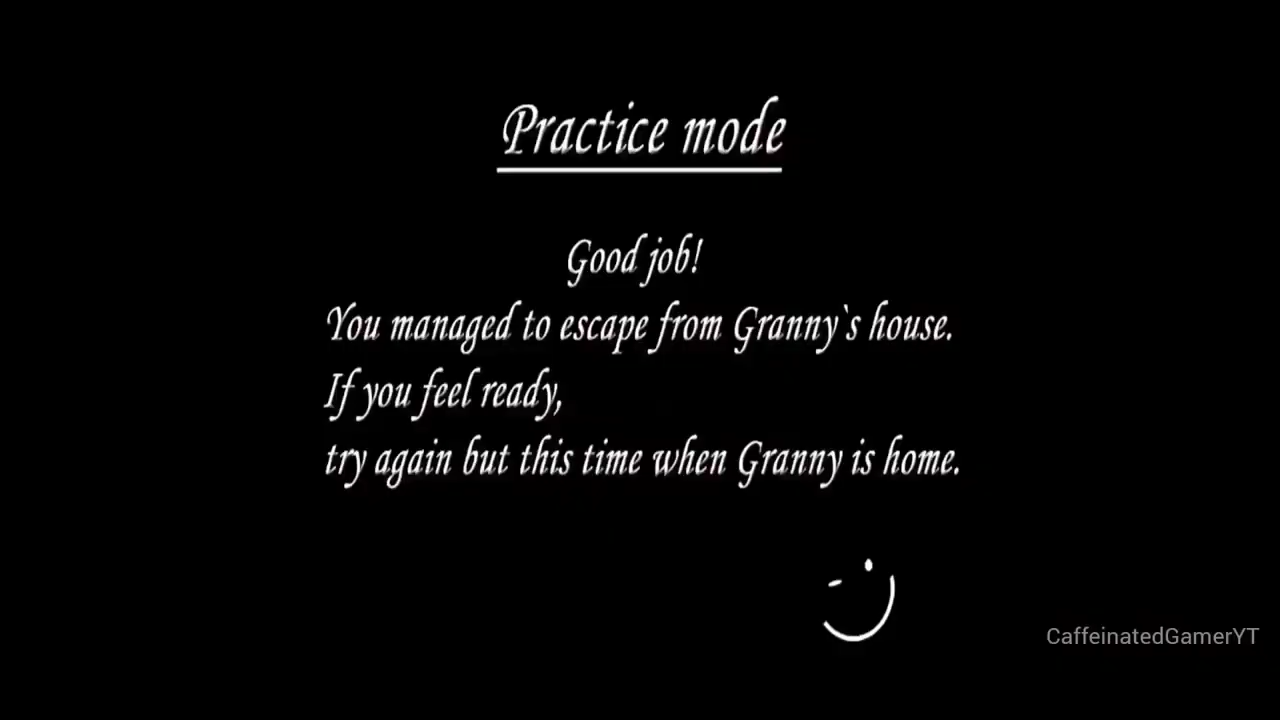 Practice mode
Good job!
You managed to escape from Granny`s house.
If you feel ready,
try again but this time when Granny is home.
CaffeinatedGamerYT